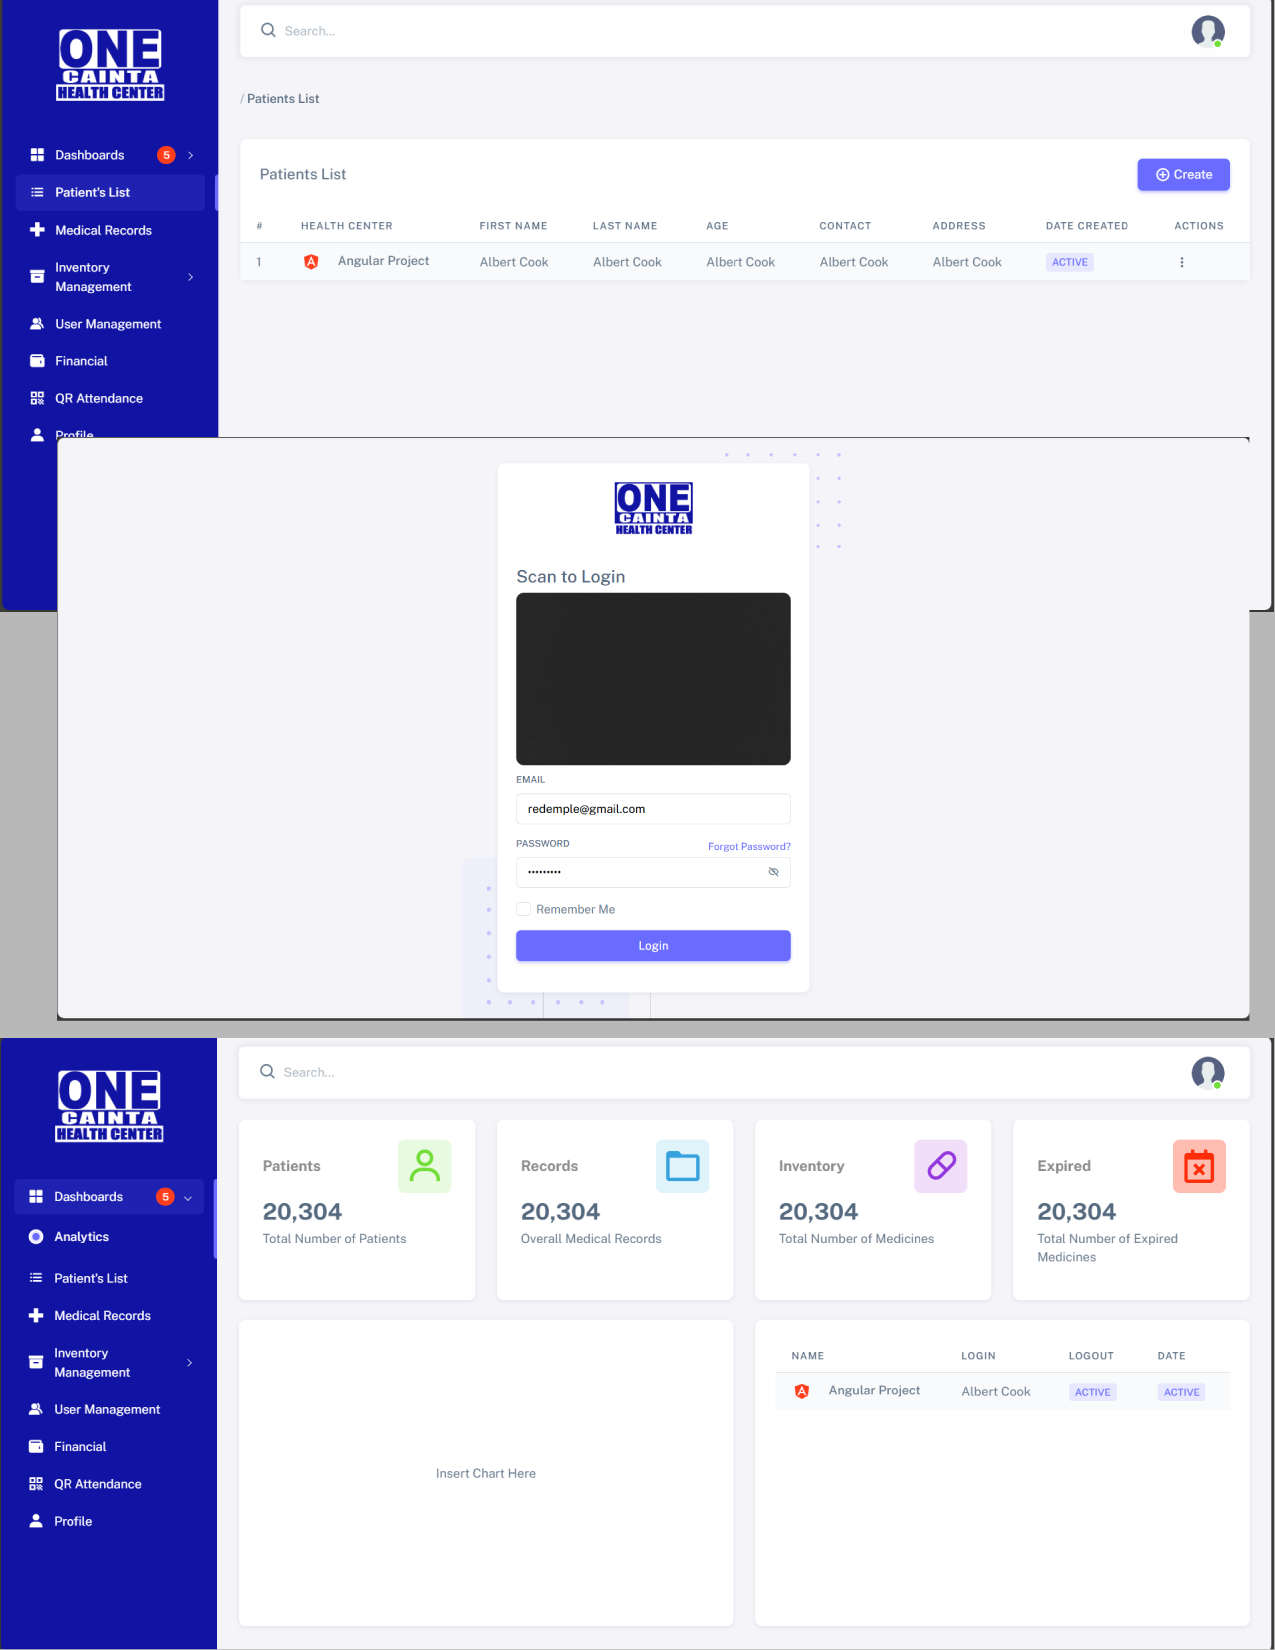 ONE
CAINTA
HEALTH CENTER
Search...
/ Patients List
Dashboards 5
Patient's List
Medical Records
Inventory
Management
User Management
Financial
QR Attendance
Profile
Patients List
Create
# HEALTH CENTER FIRST NAME LAST NAME AGE CONTACT ADDRESS DATE CREATED ACTIONS
1 Angular Project Albert Cook Albert Cook Albert Cook Albert Cook Albert Cook ACTIVE
ONE
CAINTA
HEALTH CENTER
Scan to Login
EMAIL
redemple@gmail.com
PASSWORD Forgot Password?
•••••••••
Remember Me
Login
ONE
CAINTA
HEALTH CENTER
Search...
Dashboards 5
Analytics
Patient's List
Medical Records
Inventory
Management
User Management
Financial
QR Attendance
Profile
Patients
20,304
Total Number of Patients
Records
20,304
Overall Medical Records
Inventory
20,304
Total Number of Medicines
Expired
20,304
Total Number of Expired
Medicines
Insert Chart Here
NAME LOGIN LOGOUT DATE
Angular Project Albert Cook ACTIVE ACTIVE